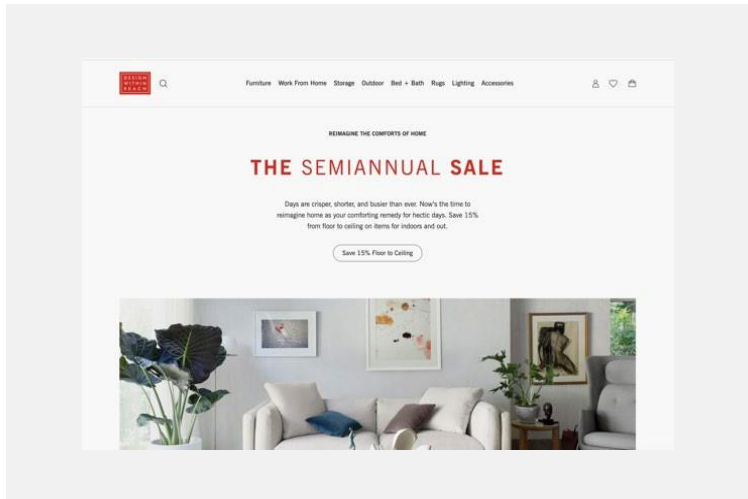 DESIGN
WITHIN
REACH
Furniture Work From Home Storage Outdoor Bed + Bath Rugs Lighting Accessories
REIMAGINE THE COMFORTS OF HOME
THE SEMIANNUAL SALE
Days are crisper, shorter, and busier than ever. Now's the time to
reimagine home as your comforting remedy for hectic days. Save 15%
from floor to ceiling on items for indoors and out.
Save 15% Floor to Ceiling